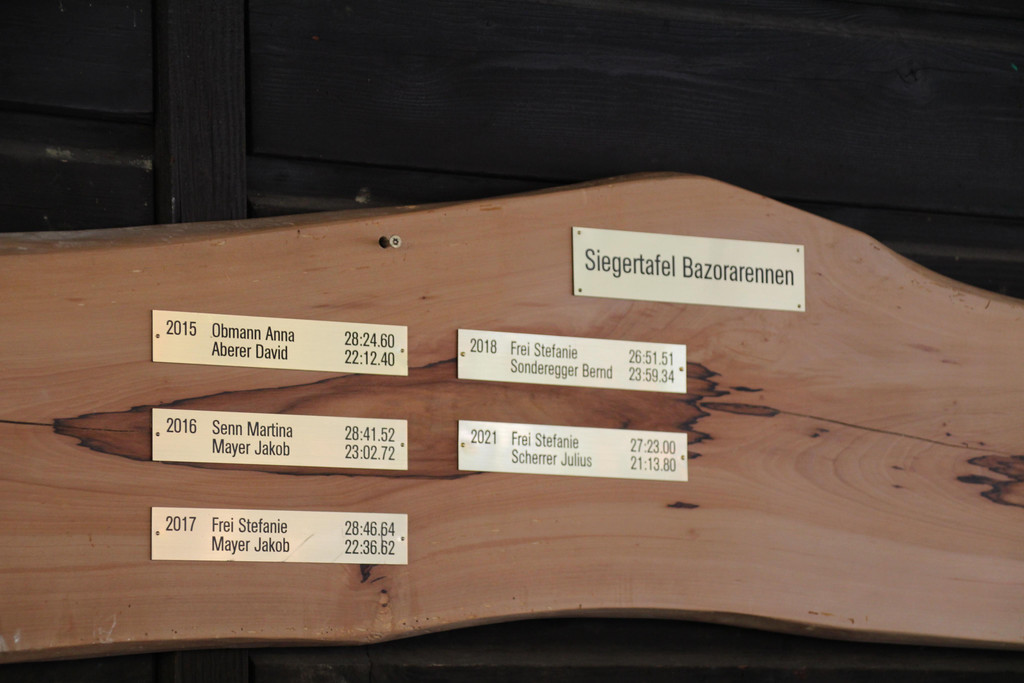 Siegertafel Bazorarennen
2015 Obmann Anna 28:24.60
Aberer David 22:12.40
2016 Senn Martina 28:41.52
Mayer Jakob 23:02.72
2017 Frei Stefanie 28:46.64
Mayer Jakob 22:36.62
2018 Frei Stefanie 26:51.51
Sonderegger Bernd 23:59.34
2021 Frei Stefanie 27:23.00
Scherrer Julius 21:13.80